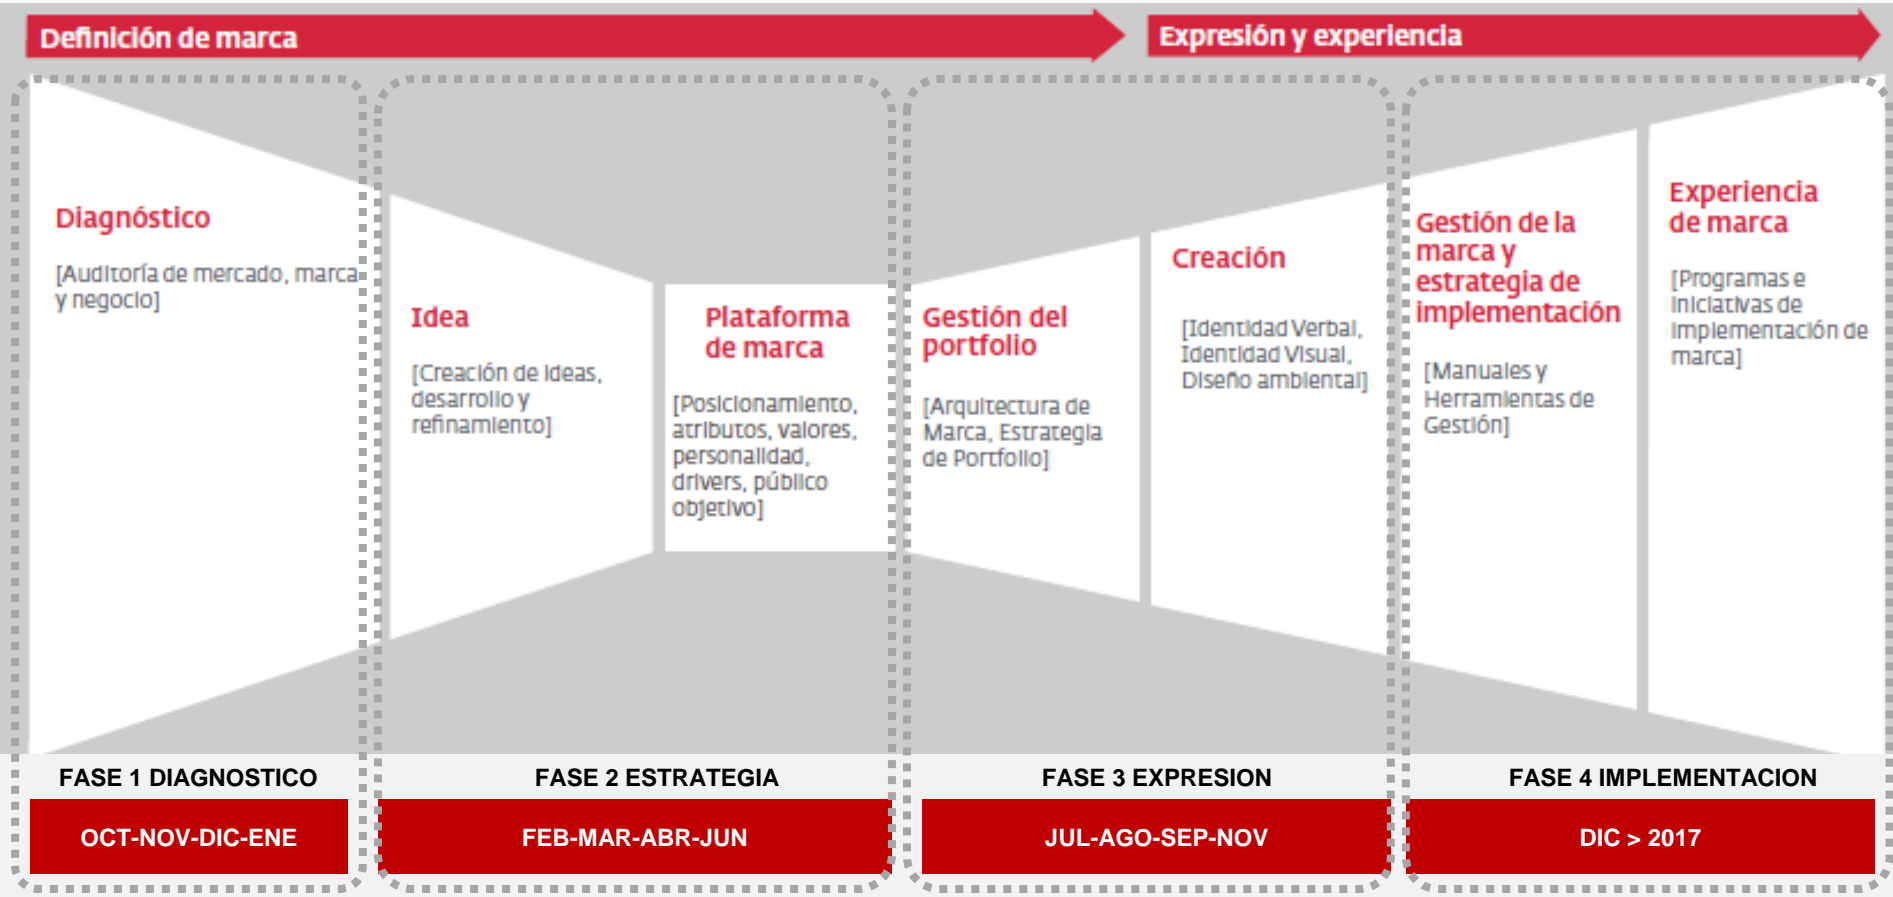 Definición de marca
Expresión y experiencia
Diagnóstico
[Auditoría de mercado, marca
y negocio]
Idea
[Creación de ideas,
desarrollo y
refinamiento]
Plataforma
de marca
[Posicionamiento,
atributos, valores,
personalidad,
drivers, público
objetivo]
Gestión del
portfolio
[Arquitectura de
Marca, Estrategia
de Portfolio]
Creación
[Identidad Verbal,
Identidad Visual,
Diseño ambiental]
Gestión de la
marca y
estrategia de
implementación
[Manuales y
Herramientas de
Gestión]
Experiencia
de marca
[Programas e
iniciativas de
implementación de
marca]
FASE 1 DIAGNOSTICO
FASE 2 ESTRATEGIA
FASE 3 EXPRESION
FASE 4 IMPLEMENTACION
OCT-NOV-DIC-ENE
FEB-MAR-ABR-JUN
JUL-AGO-SEP-NOV
DIC > 2017